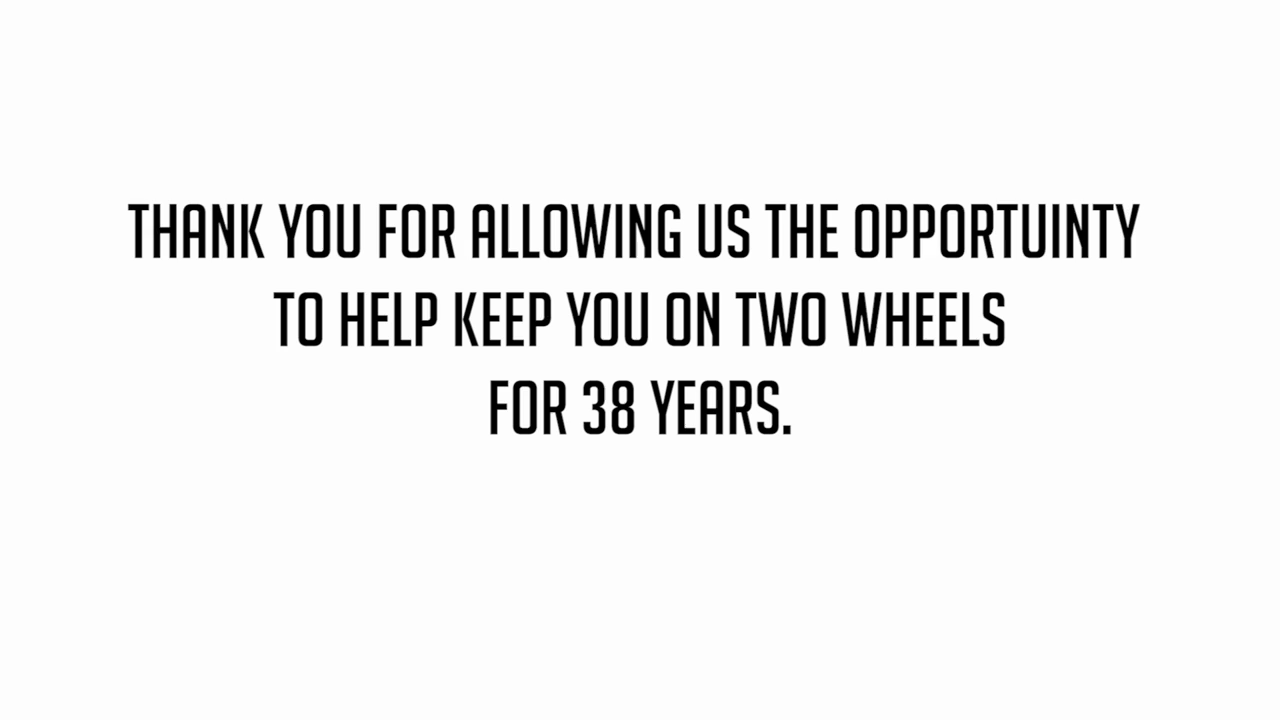 THANK YOU FOR ALLOWING US THE OPPORTUINTY
TO HELP KEEP YOU ON TWO WHEELS
FOR 38 YEARS.